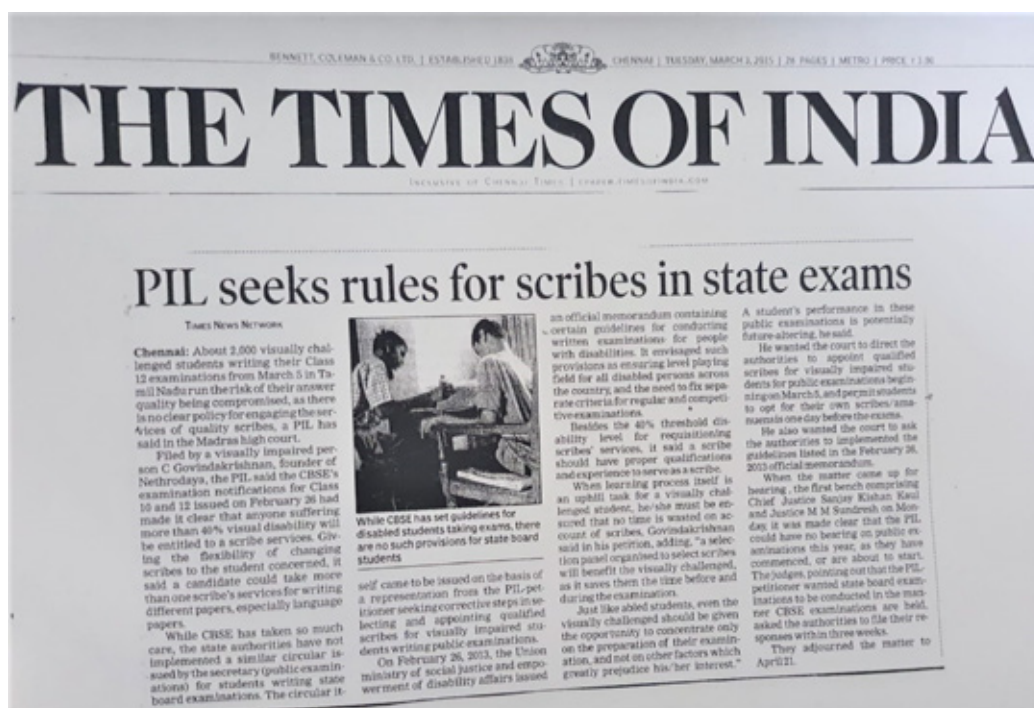 BENNETT, COLEMAN & CO. LTD. | ESTABLISHED 1838
CHENNAI | TUESDAY, MARCH 3, 2015 | PAGES | METRO | PRICE
THE TIMES OF INDIA
INCLUSIVE OF CHENNAI TIMES | EPAPER.TIMESOFINDIA.COM
PIL seeks rules for scribes in state exams
TIMES NEWS NETWORK
Chennai: About 2,000 visually chal-
lenged students writing their Class
12 examinations from March 5 in Ta-
mil Nadu run the risk of their answer
quality being compromised, as there
is no clear policy for engaging the ser-
vices of quality scribes, a PIL has
said in the Madras high court.
Filed by a visually impaired per-
son C Govindakrishnan, founder of
Nethrodaya, the PIL said the CBSE's
examination notifications for Class
10 and 12 issued on February 26 had
made it clear that anyone suffering
more than 40% visual disability will
be entitled to a scribe services. Giv-
ing the flexibility of changing
scribes to the student concerned, it
said a candidate could take more
than one scribe's services for writing
different papers, especially language
papers.
While CBSE has taken so much
care, the state authorities have not
implemented a similar circular is-
sued by the secretary (public examin-
ations) for students writing state
board examinations. The circular it-
While CBSE has set guidelines for
disabled students taking exams, there
are no such provisions for state board
students
self came to be issued on the basis of
a representation from the PIL-pet-
itioner seeking corrective steps in se-
lecting and appointing qualified
scribes for visually impaired stu-
dents writing public examinations.
On February 26, 2013, the Union
ministry of social justice and empo-
werment of disability affairs issued
an official memorandum containing
certain guidelines for conducting
written examinations for people
with disabilities. It envisaged such
provisions as ensuring level playing
field for all disabled persons across
the country, and the need to fix sepa-
rate criteria for regular and competi-
tive examinations.
Besides the 40% threshold dis-
ability level for requisitioning
scribes' services, it said a scribe
should have proper qualifications
and experience to serve as a scribe.
When learning process itself is
an uphill task for a visually chal-
lenged student, he/she must be en-
sured that no time is wasted on ac-
count of scribes, Govindakrishnan
said in his petition, adding, "a selec-
tion panel organised to select scribes
will benefit the visually challenged,
as it saves them the time before and
during the examination.
Just like abled students, even the
visually challenged should be given
the opportunity to concentrate only
on the preparation of their examin-
ation, and not on other factors which
greatly prejudice his/her interest."
A student's performance in these
public examinations is potentially
future-altering, he said.
He wanted the court to direct the
authorities to appoint qualified
scribes for visually impaired stu-
dents for public examinations begin-
ning on March 5, and permit students
to opt for their own scribes/ama-
nuensis one day before the exams.
He also wanted the court to ask
the authorities to implemented the
guidelines listed in the February 26,
2013 official memorandum.
When the matter came up for
hearing, the first bench comprising
Chief Justice Sanjay Kishan Kaul
and Justice M M Sundresh on Mon-
day, it was made clear that the PIL
could have no bearing on public ex-
aminations this year, as they have
commenced, or are about to start.
The judges, pointing out that the PIL-
petitioner wanted state board exam-
inations to be conducted in the man-
ner CBSE examinations are held,
asked the authorities to file their re-
sponses within three weeks.
They adjourned the matter to
April 21.